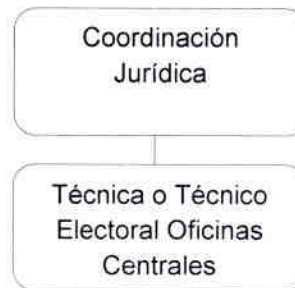 Coordinación
Jurídica
Técnica o Técnico
Electoral Oficinas
Centrales